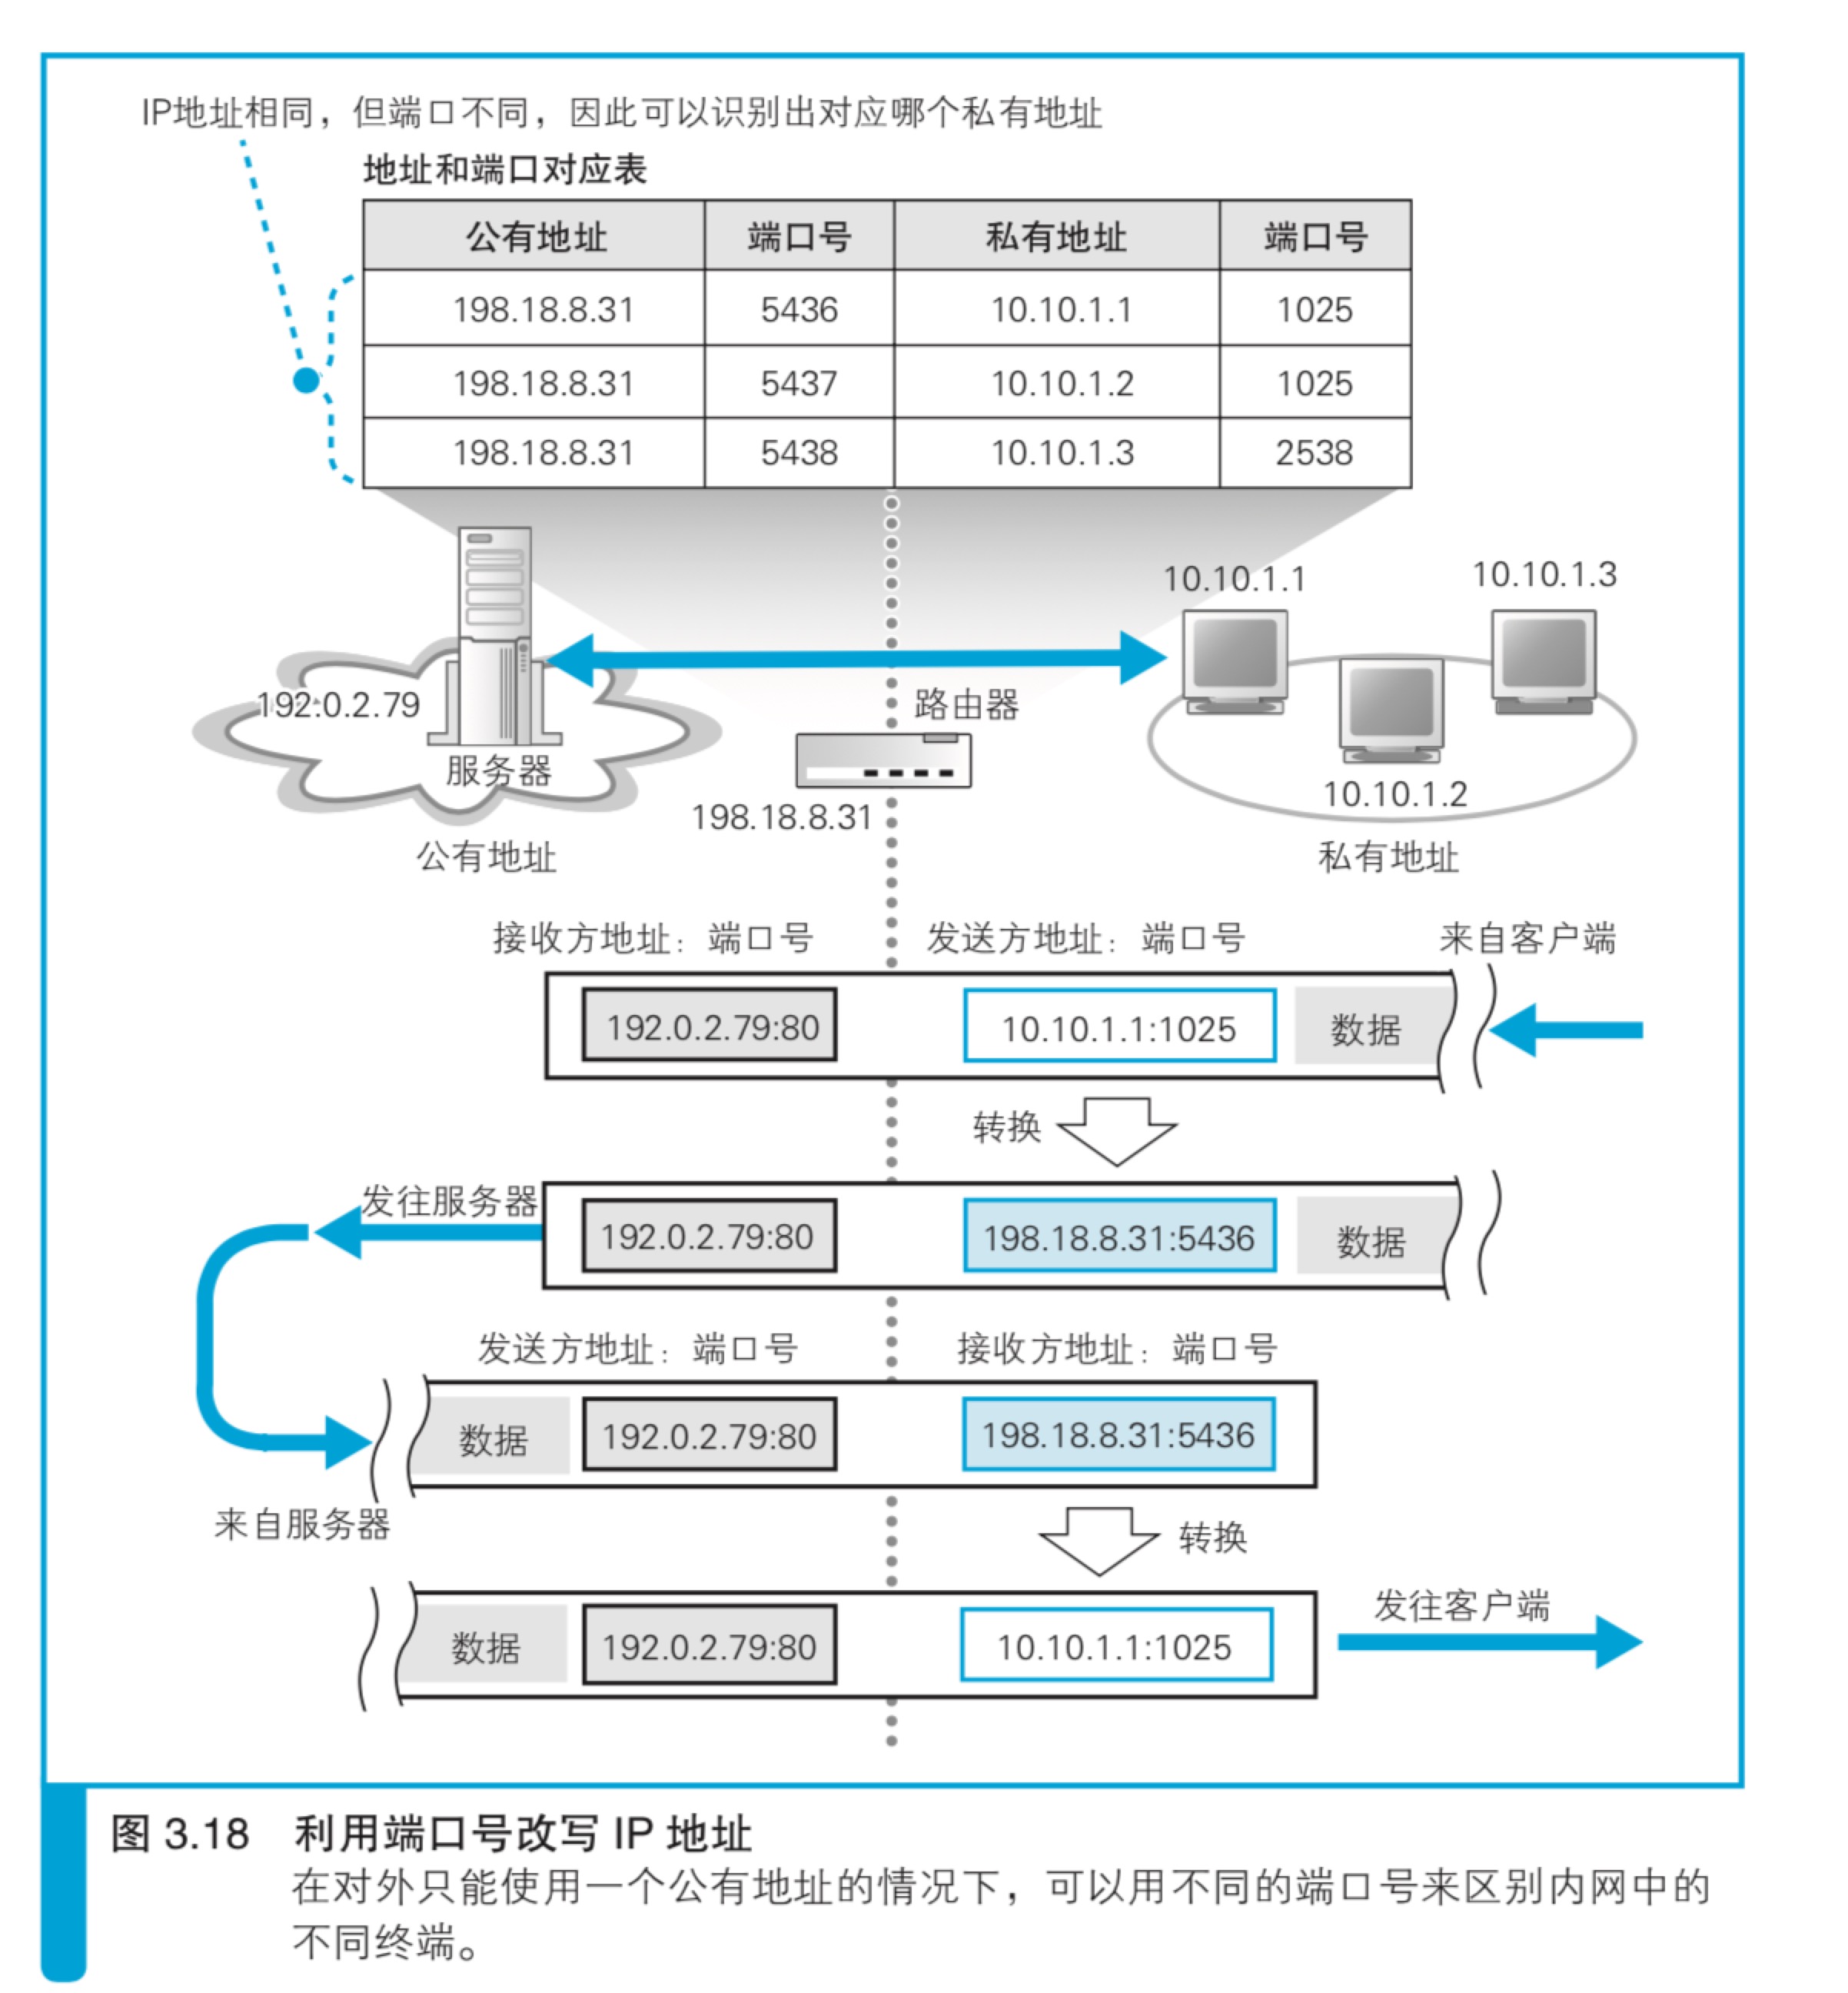 IP地址相同，但端口不同，因此可以识别出对应哪个私有地址
地址和端口对应表
公有地址 端口号 私有地址 端口号
198.18.8.31 5436 10.10.1.1 1025
198.18.8.31 5437 10.10.1.2 1025
198.18.8.31 5438 10.10.1.3 2538
10.10.1.1
10.10.1.3
192.0.2.79
路由器
服务器
10.10.1.2
198.18.8.31
公有地址
私有地址
接收方地址：端口号 发送方地址：端口号 来自客户端
192.0.2.79:80 10.10.1.1:1025 数据
转换
发往服务器
192.0.2.79:80 198.18.8.31:5436 数据
发送方地址：端口号 接收方地址：端口号
数据 192.0.2.79:80 198.18.8.31:5436
来自服务器
转换
发往客户端
数据 192.0.2.79:80 10.10.1.1:1025
图 3.18 利用端口号改写 IP 地址
在对外只能使用一个公有地址的情况下，可以用不同的端口号来区别内网中的
不同终端。